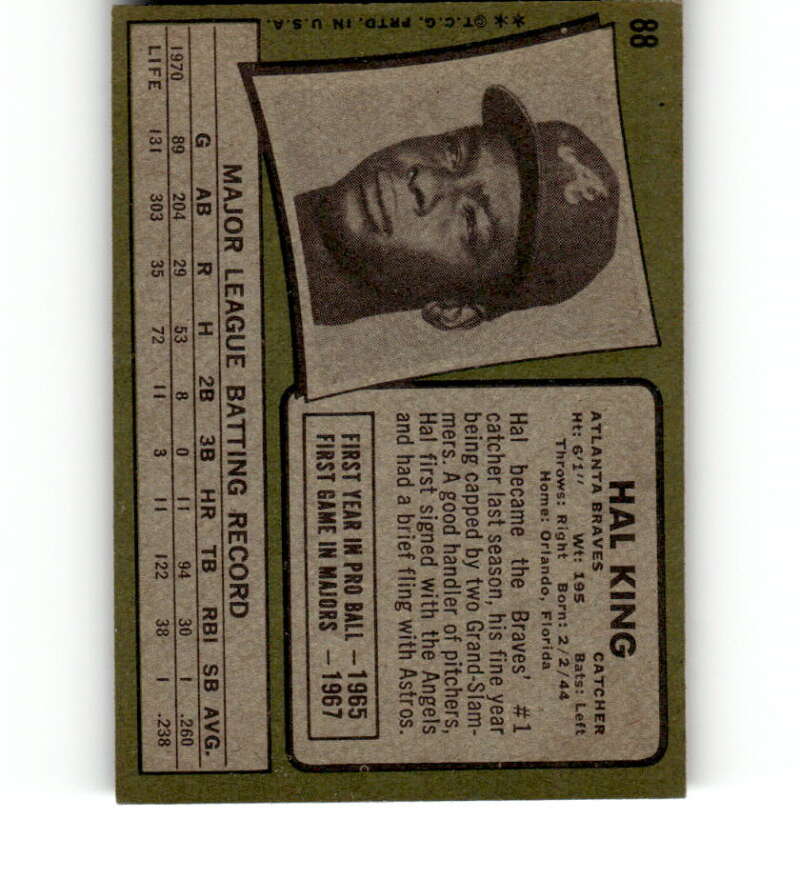 88
** © T.C.G. PRTD. IN U.S.A.
A
HAL KING
ATLANTA BRAVES CATCHER
Ht: 6'1" Wt: 195 Bats: Left
Throws: Right Born: 2/2/44
Home: Orlando, Florida
Hal became the Braves' #1
catcher last season, his fine year
being capped by two Grand-Slam-
mers. A good handler of pitchers,
Hal first signed with the Angels
and had a brief fling with Astros.
FIRST YEAR IN PRO BALL — 1965
FIRST GAME IN MAJORS — 1967
MAJOR LEAGUE BATTING RECORD
G AB R H 2B 3B HR TB RBI SB AVG.
1970 89 204 29 53 8 0 11 94 30 1 .260
LIFE 131 303 35 72 11 3 11 122 38 1 .238